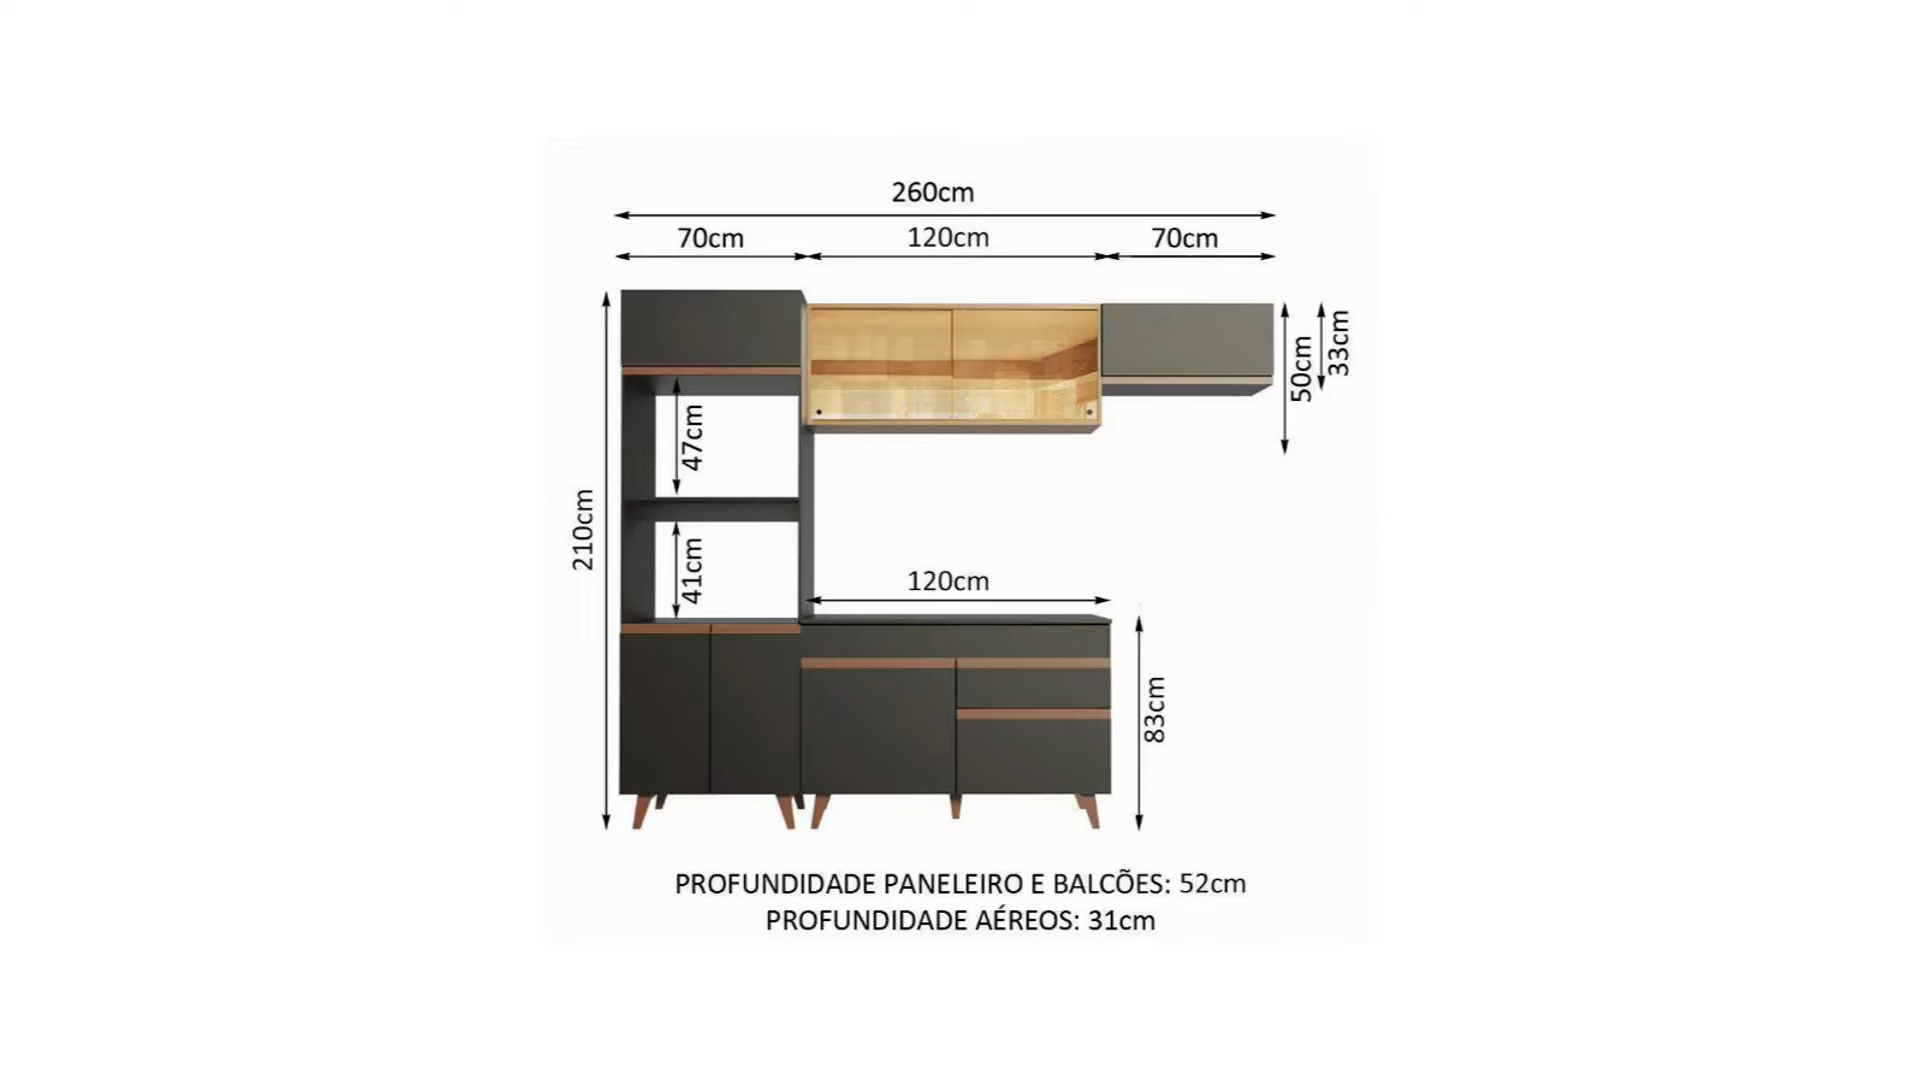 260cm
70cm
120cm
70cm
33cm
50cm
47cm
210cm
41cm
120cm
83cm
PROFUNDIDADE PANELEIRO E BALCÕES: 52cm
PROFUNDIDADE AÉREOS: 31cm